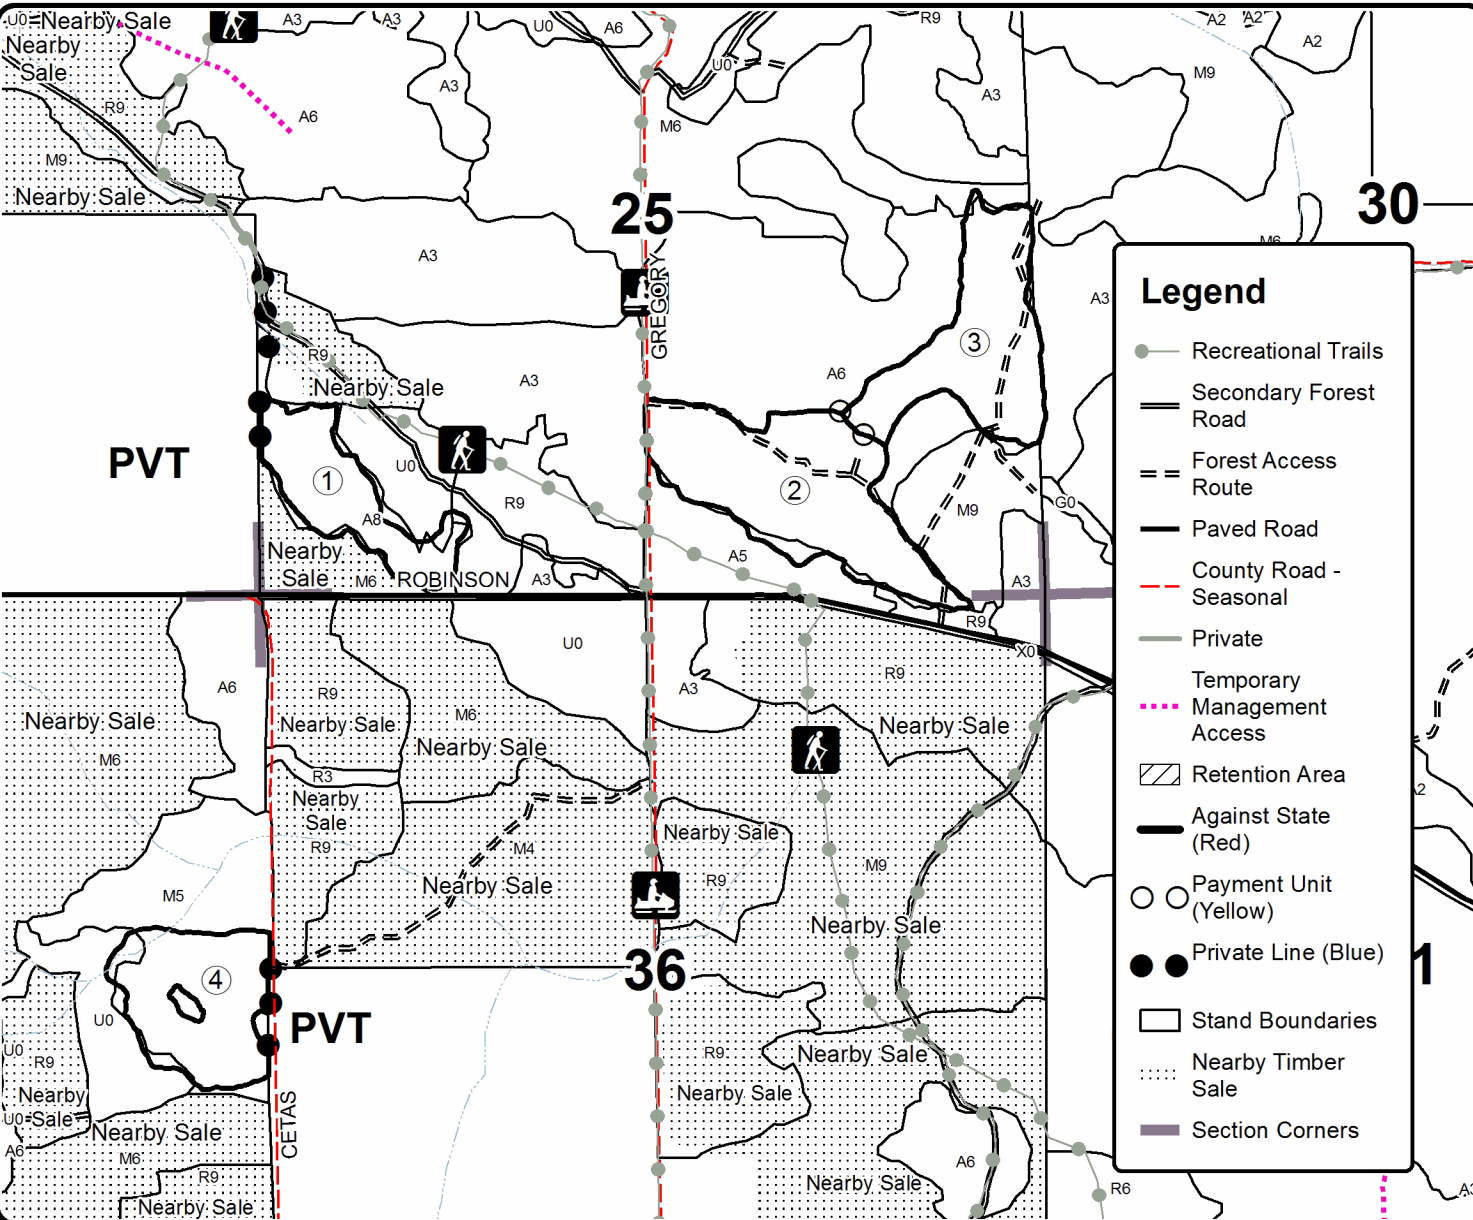 U0
Nearby Sale
A3
A3
U0
A6
R9
A2
A2
A2
Nearby
Sale
U0
M9
A3
A3
R9
A6
M6
M9
Nearby Sale
25
30
M6
A3
GREGORY
A3
R9
3
Nearby Sale
A3
A6
PVT
U0
1
2
R9
M9
G0
A8
Nearby
Sale
M6
ROBINSON
A3
A5
A3
R9
X0
U0
A6
R9
A3
R9
Nearby Sale
Nearby Sale
M6
Nearby Sale
Nearby Sale
M6
R3
Nearby
Sale
R9
Nearby Sale
M4
M5
Nearby Sale
R9
M9
Nearby Sale
36
4
U0
PVT
U0
R9
Nearby
Sale
U0
A6
Nearby Sale
M6
R9
Nearby Sale
CETAS
R9
Nearby Sale
Nearby Sale
A6
Nearby Sale
R6
Legend
Recreational Trails
Secondary Forest
Road
Forest Access
Route
Paved Road
County Road -
Seasonal
Private
Temporary
Management
Access
Retention Area
Against State
(Red)
Payment Unit
(Yellow)
Private Line (Blue)
Stand Boundaries
Nearby Timber
Sale
Section Corners
1